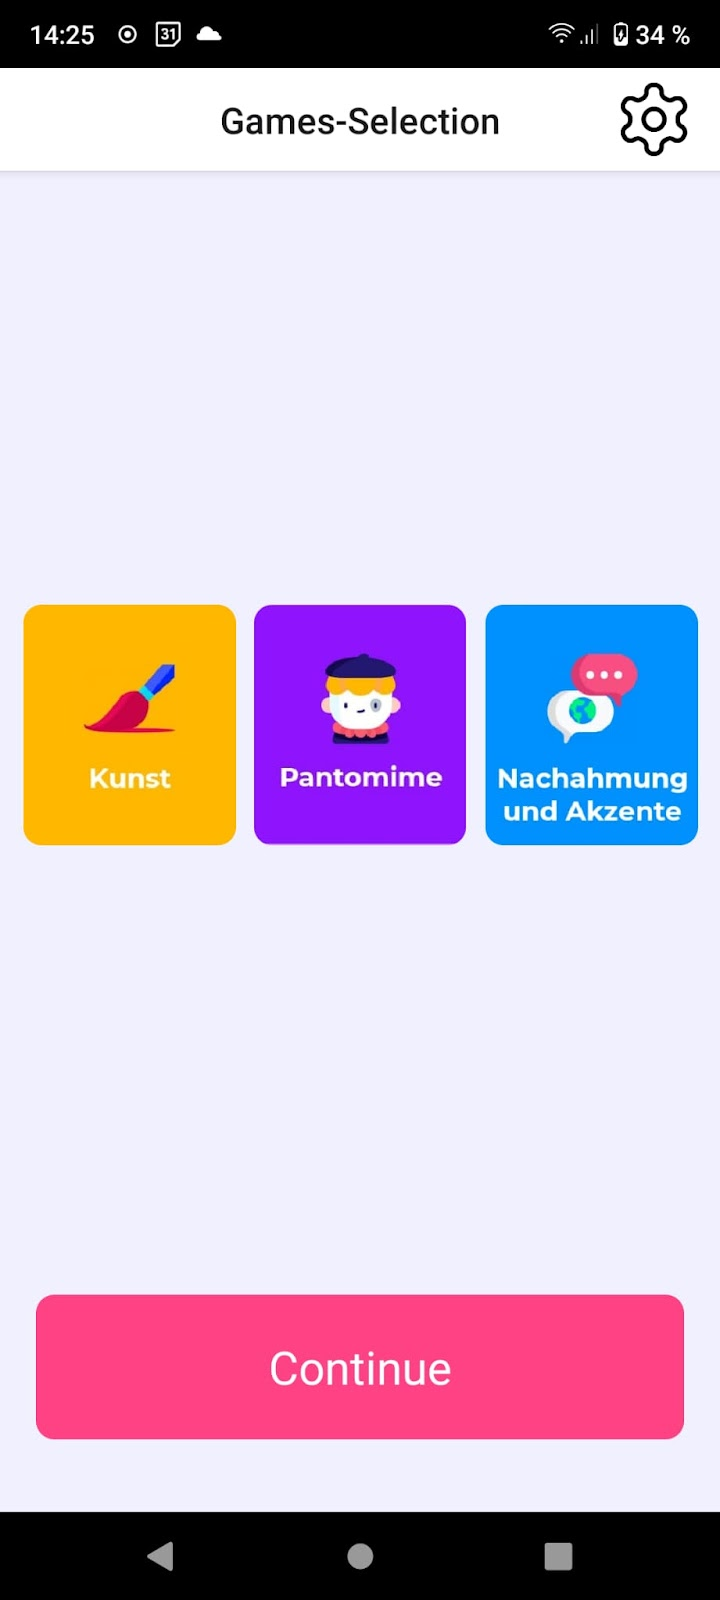 14:25 31 34 %
Games-Selection
Kunst
Pantomime
Nachahmung
und Akzente
Continue